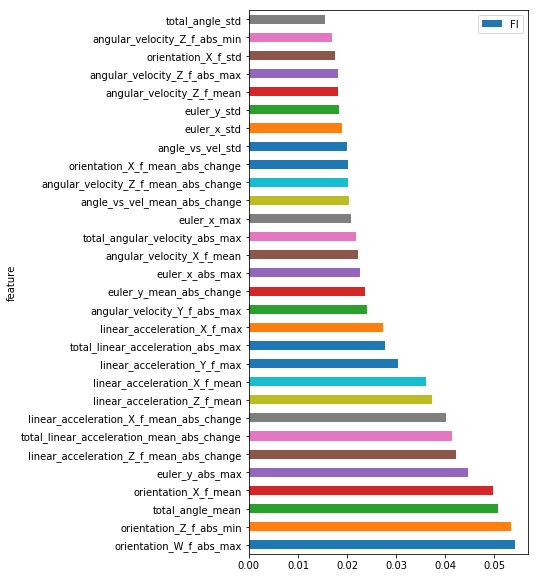 FI
total_angle_std
angular_velocity_Z_f_abs_min
orientation_X_f_std
angular_velocity_Z_f_abs_max
angular_velocity_Z_f_mean
euler_y_std
euler_x_std
angle_vs_vel_std
orientation_X_f_mean_abs_change
angular_velocity_Z_f_mean_abs_change
angle_vs_vel_mean_abs_change
euler_x_max
total_angular_velocity_abs_max
angular_velocity_X_f_mean
euler_x_abs_max
euler_y_mean_abs_change
angular_velocity_Y_f_abs_max
linear_acceleration_X_f_max
total_linear_acceleration_abs_max
linear_acceleration_Y_f_max
linear_acceleration_X_f_mean
linear_acceleration_Z_f_mean
linear_acceleration_X_f_mean_abs_change
total_linear_acceleration_mean_abs_change
linear_acceleration_Z_f_mean_abs_change
euler_y_abs_max
orientation_X_f_mean
total_angle_mean
orientation_Z_f_abs_min
orientation_W_f_abs_max
feature
0.00 0.01 0.02 0.03 0.04 0.05